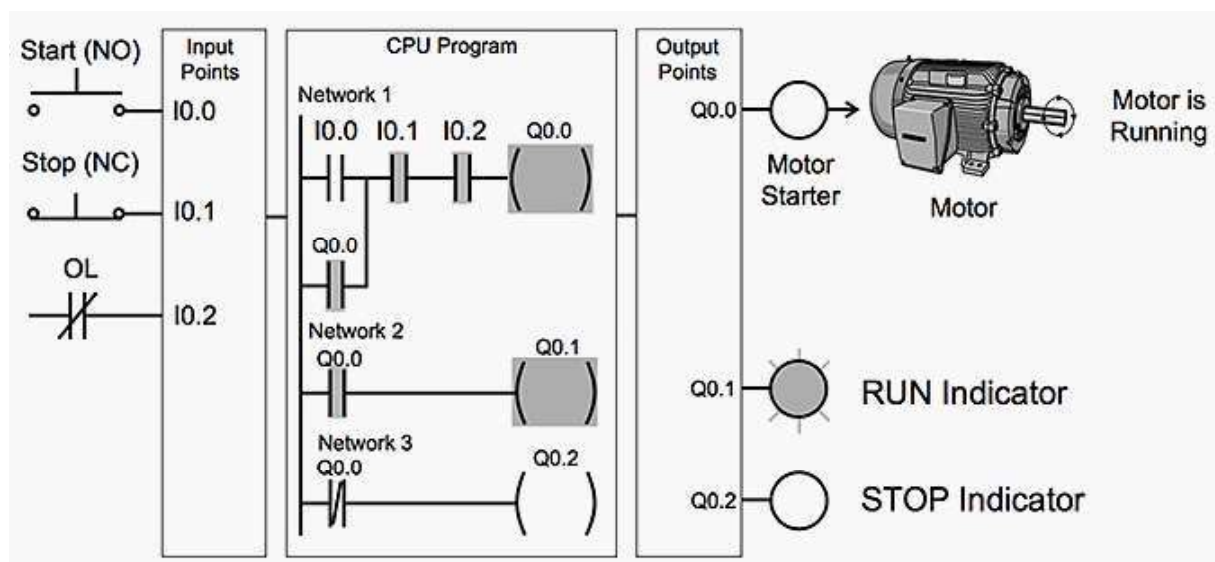 Start (NO)
I0.0
Stop (NC)
I0.1
OL
I0.2
Input
Points
CPU Program
Network 1
I0.0 I0.1 I0.2 Q0.0
Q0.0
Network 2
Q0.0 Q0.1
Network 3
Q0.0 Q0.2
Output
Points
Q0.0
Motor
Starter
Motor
Motor is
Running
Q0.1 RUN Indicator
Q0.2 STOP Indicator